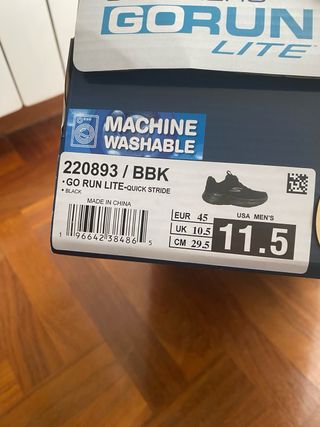 GORUN
LITE™
MACHINE
WASHABLE
220893 / BBK
•GO RUN LITE-QUICK STRIDE
• BLACK
MADE IN CHINA
1 96642 38486 5
EUR 45
UK 10.5
CM 29.5
USA MEN'S
11.5